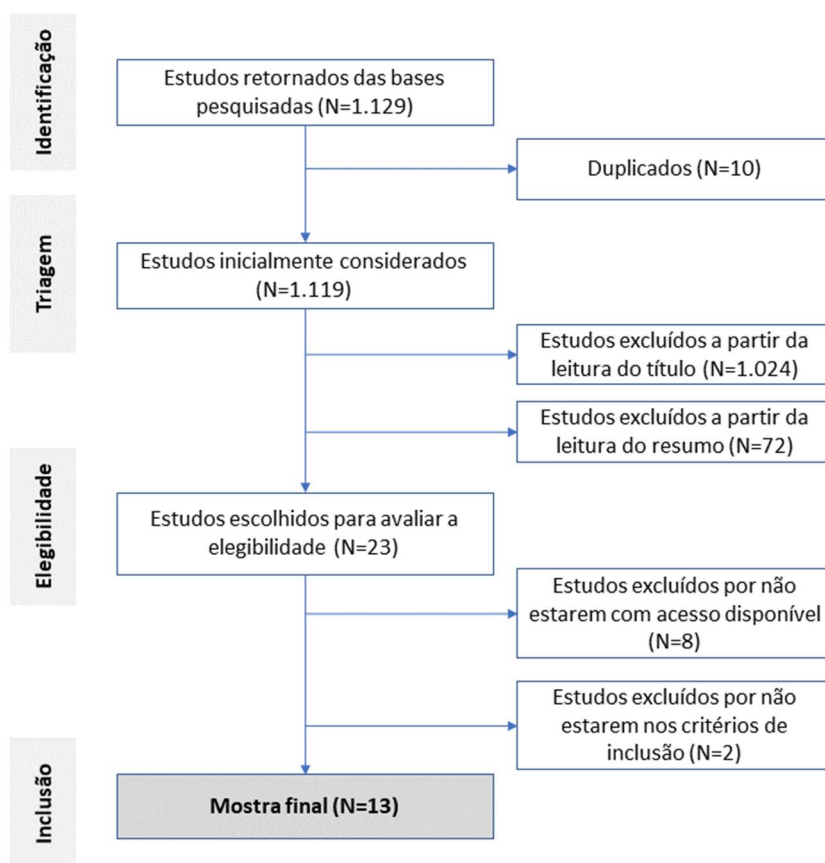 Identificação
Estudos retornados das bases
pesquisadas (N=1.129)
Duplicados (N=10)
Triagem
Estudos inicialmente considerados
(N=1.119)
Estudos excluídos a partir da
leitura do título (N=1.024)
Estudos excluídos a partir da
leitura do resumo (N=72)
Elegibilidade
Estudos escolhidos para avaliar a
elegibilidade (N=23)
Estudos excluídos por não
estarem com acesso disponível
(N=8)
Estudos excluídos por não
estarem nos critérios de
inclusão (N=2)
Inclusão
Mostra final (N=13)